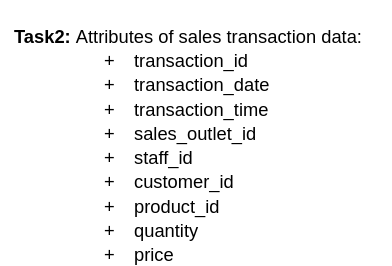 Task2: Attributes of sales transaction data:
+ transaction_id
+ transaction_date
+ transaction_time
+ sales_outlet_id
+ staff_id
+ customer_id
+ product_id
+ quantity
+ price